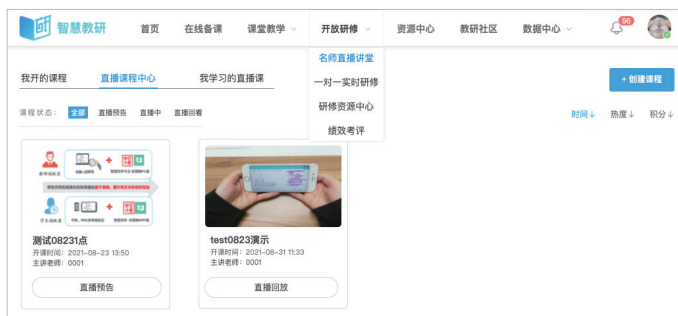 智慧教研 首页 在线备课 课堂教学 开放研修 资源中心 教研社区 数据中心 96
名师直播讲堂
一对一实时研修
研修资源中心
绩效考评
我开的课程 直播课程中心 我学习的直播课 +创建课程
课程状态: 全部 直播预告 直播中 直播回看 时间↓ 热度↓ 积分↓
测试08231点
开课时间: 2021-08-23 13:50
主讲老师: 0001
直播预告
test0823演示
开课时间: 2021-08-31 11:33
主讲老师: 0001
直播回放